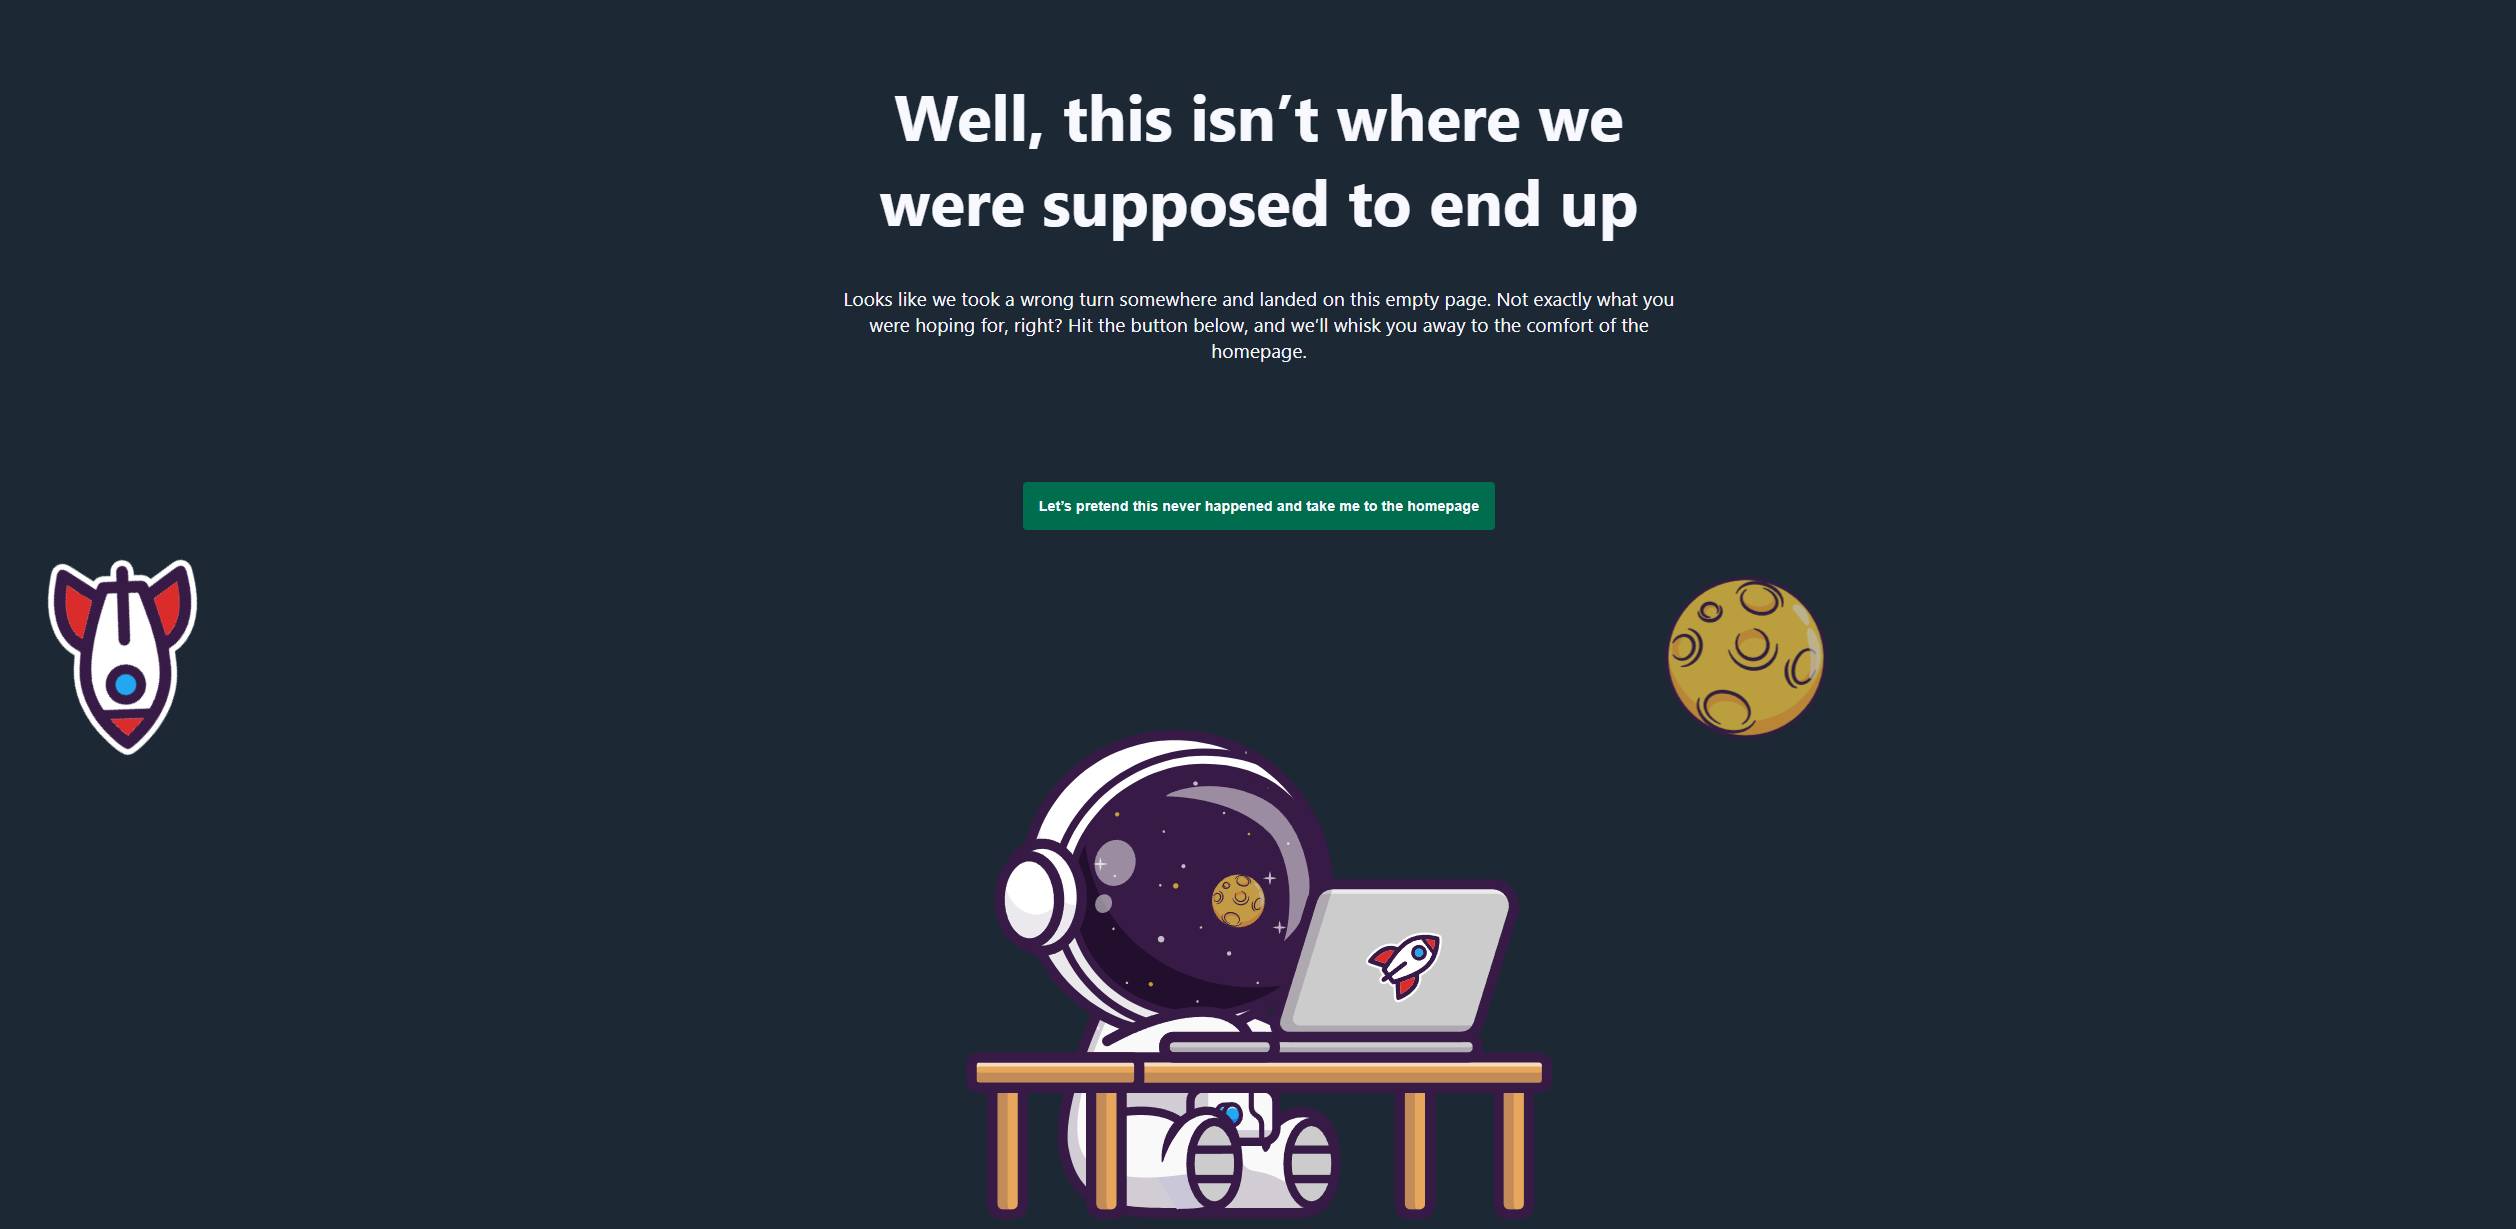 Well, this isn’t where we
were supposed to end up
Looks like we took a wrong turn somewhere and landed on this empty page. Not exactly what you
were hoping for, right? Hit the button below, and we’ll whisk you away to the comfort of the
homepage.
Let’s pretend this never happened and take me to the homepage